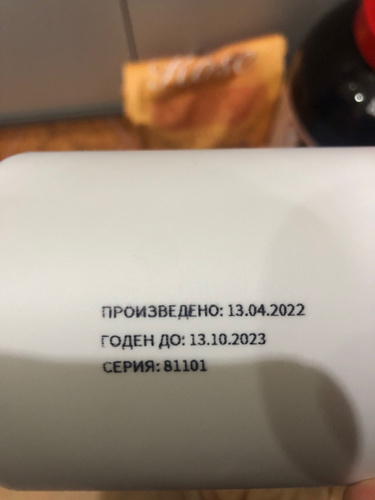 ПРОИЗВЕДЕНО: 13.04.2022
ГОДЕН ДО: 13.10.2023
СЕРИЯ: 81101